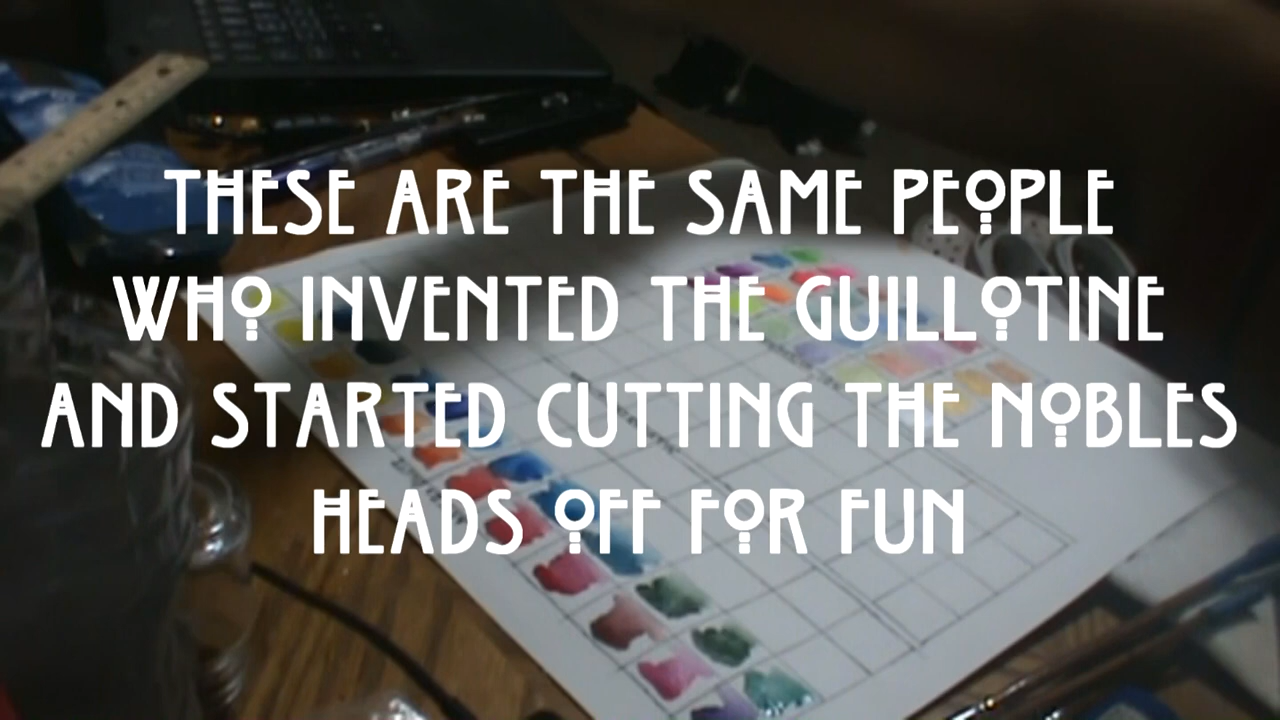 THESE ARE THE SAME PEOPLE
WHO INVENTED THE GUILLOTINE
AND STARTED CUTTING THE NOBLES
HEADS OFF FOR FUN